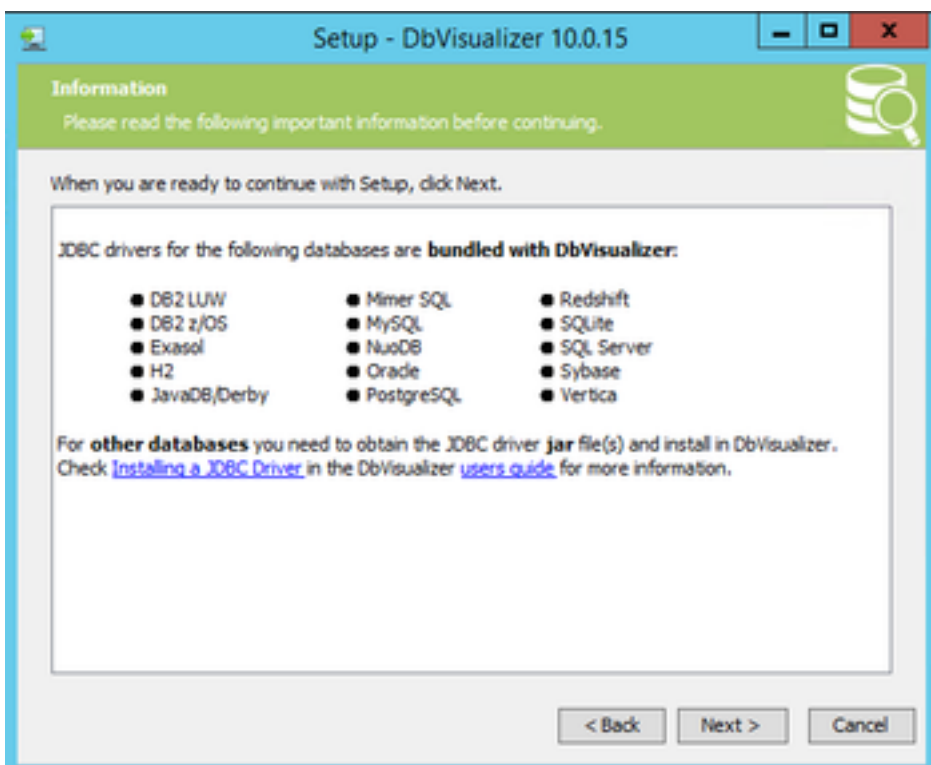 Setup - DbVisualizer 10.0.15
Information
Please read the following important information before continuing.
When you are ready to continue with Setup, click Next.
JDBC drivers for the following databases are bundled with DbVisualizer:
● DB2 LUW ● Mimer SQL ● Redshift
● DB2 z/OS ● MySQL ● SQLite
● Exasol ● NuoDB ● SQL Server
● H2 ● Oracle ● Sybase
● JavaDB/Derby ● PostgreSQL ● Vertica
For other databases you need to obtain the JDBC driver jar file(s) and install in DbVisualizer.
Check Installing a JDBC Driver in the DbVisualizer users guide for more information.
< Back Next > Cancel